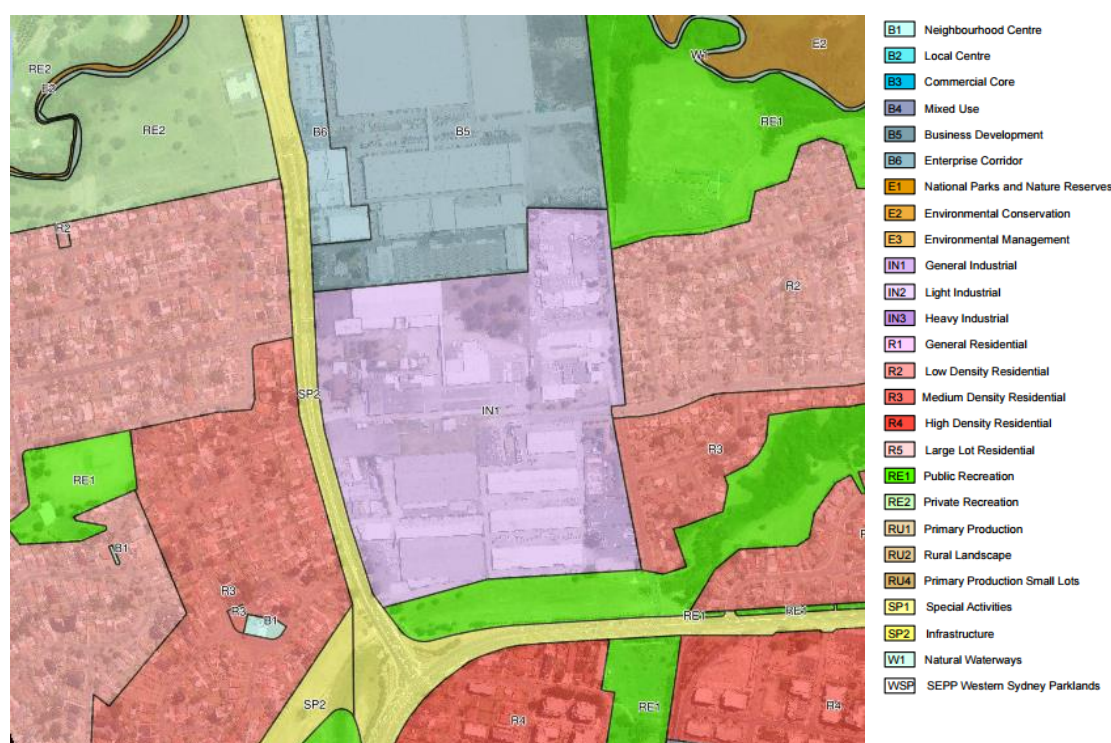 RE2
E2
RE2
B6
B5
W1
E2
RE1
R2
R2
SP2
IN1
R3
RE1
B1
R3
R3
B1
RE1
RE1
SP2
R4
RE1
R4
B1 Neighbourhood Centre
B2 Local Centre
B3 Commercial Core
B4 Mixed Use
B5 Business Development
B6 Enterprise Corridor
E1 National Parks and Nature Reserves
E2 Environmental Conservation
E3 Environmental Management
IN1 General Industrial
IN2 Light Industrial
IN3 Heavy Industrial
R1 General Residential
R2 Low Density Residential
R3 Medium Density Residential
R4 High Density Residential
R5 Large Lot Residential
RE1 Public Recreation
RE2 Private Recreation
RU1 Primary Production
RU2 Rural Landscape
RU4 Primary Production Small Lots
SP1 Special Activities
SP2 Infrastructure
W1 Natural Waterways
WSP SEPP Western Sydney Parklands